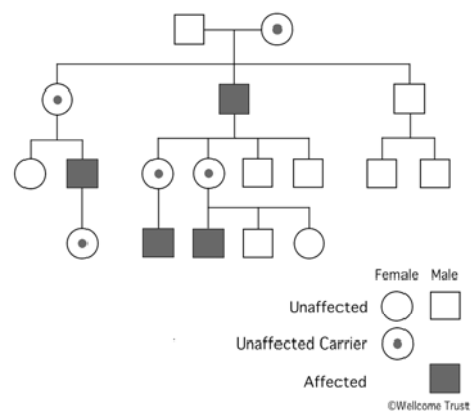 Female Male
Unaffected
Unaffected Carrier
Affected
©Wellcome Trust